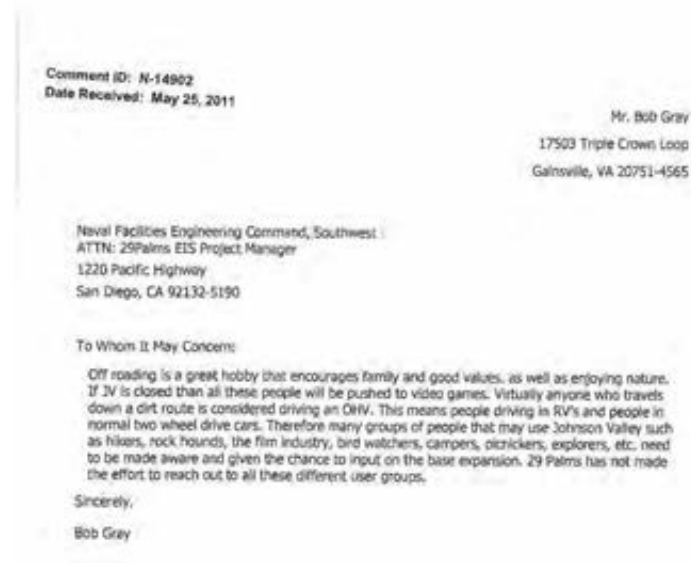 Comment ID: N-14902
Date Received: May 25, 2011
Mr. Bob Gray
17503 Triple Crown Loop
Gainsville, VA 20751-4565
Naval Facilities Engineering Command, Southwest
ATTN: 29Palms EIS Project Manager
1220 Pacific Highway
San Diego, CA 92132-5190
To Whom It May Concern:
Off roading is a great hobby that encourages family and good values, as well as enjoying nature.
If JV is closed than all these people will be pushed to video games. Virtually anyone who travels
down a dirt route is considered driving an OHV. This means people driving in RV's and people in
normal two wheel drive cars. Therefore many groups of people that may use Johnson Valley such
as hikers, rock hounds, the film industry, bird watchers, campers, picnickers, explorers, etc. need
to be made aware and given the chance to input on the base expansion. 29 Palms has not made
the effort to reach out to all these different user groups.
Sincerely,
Bob Gray